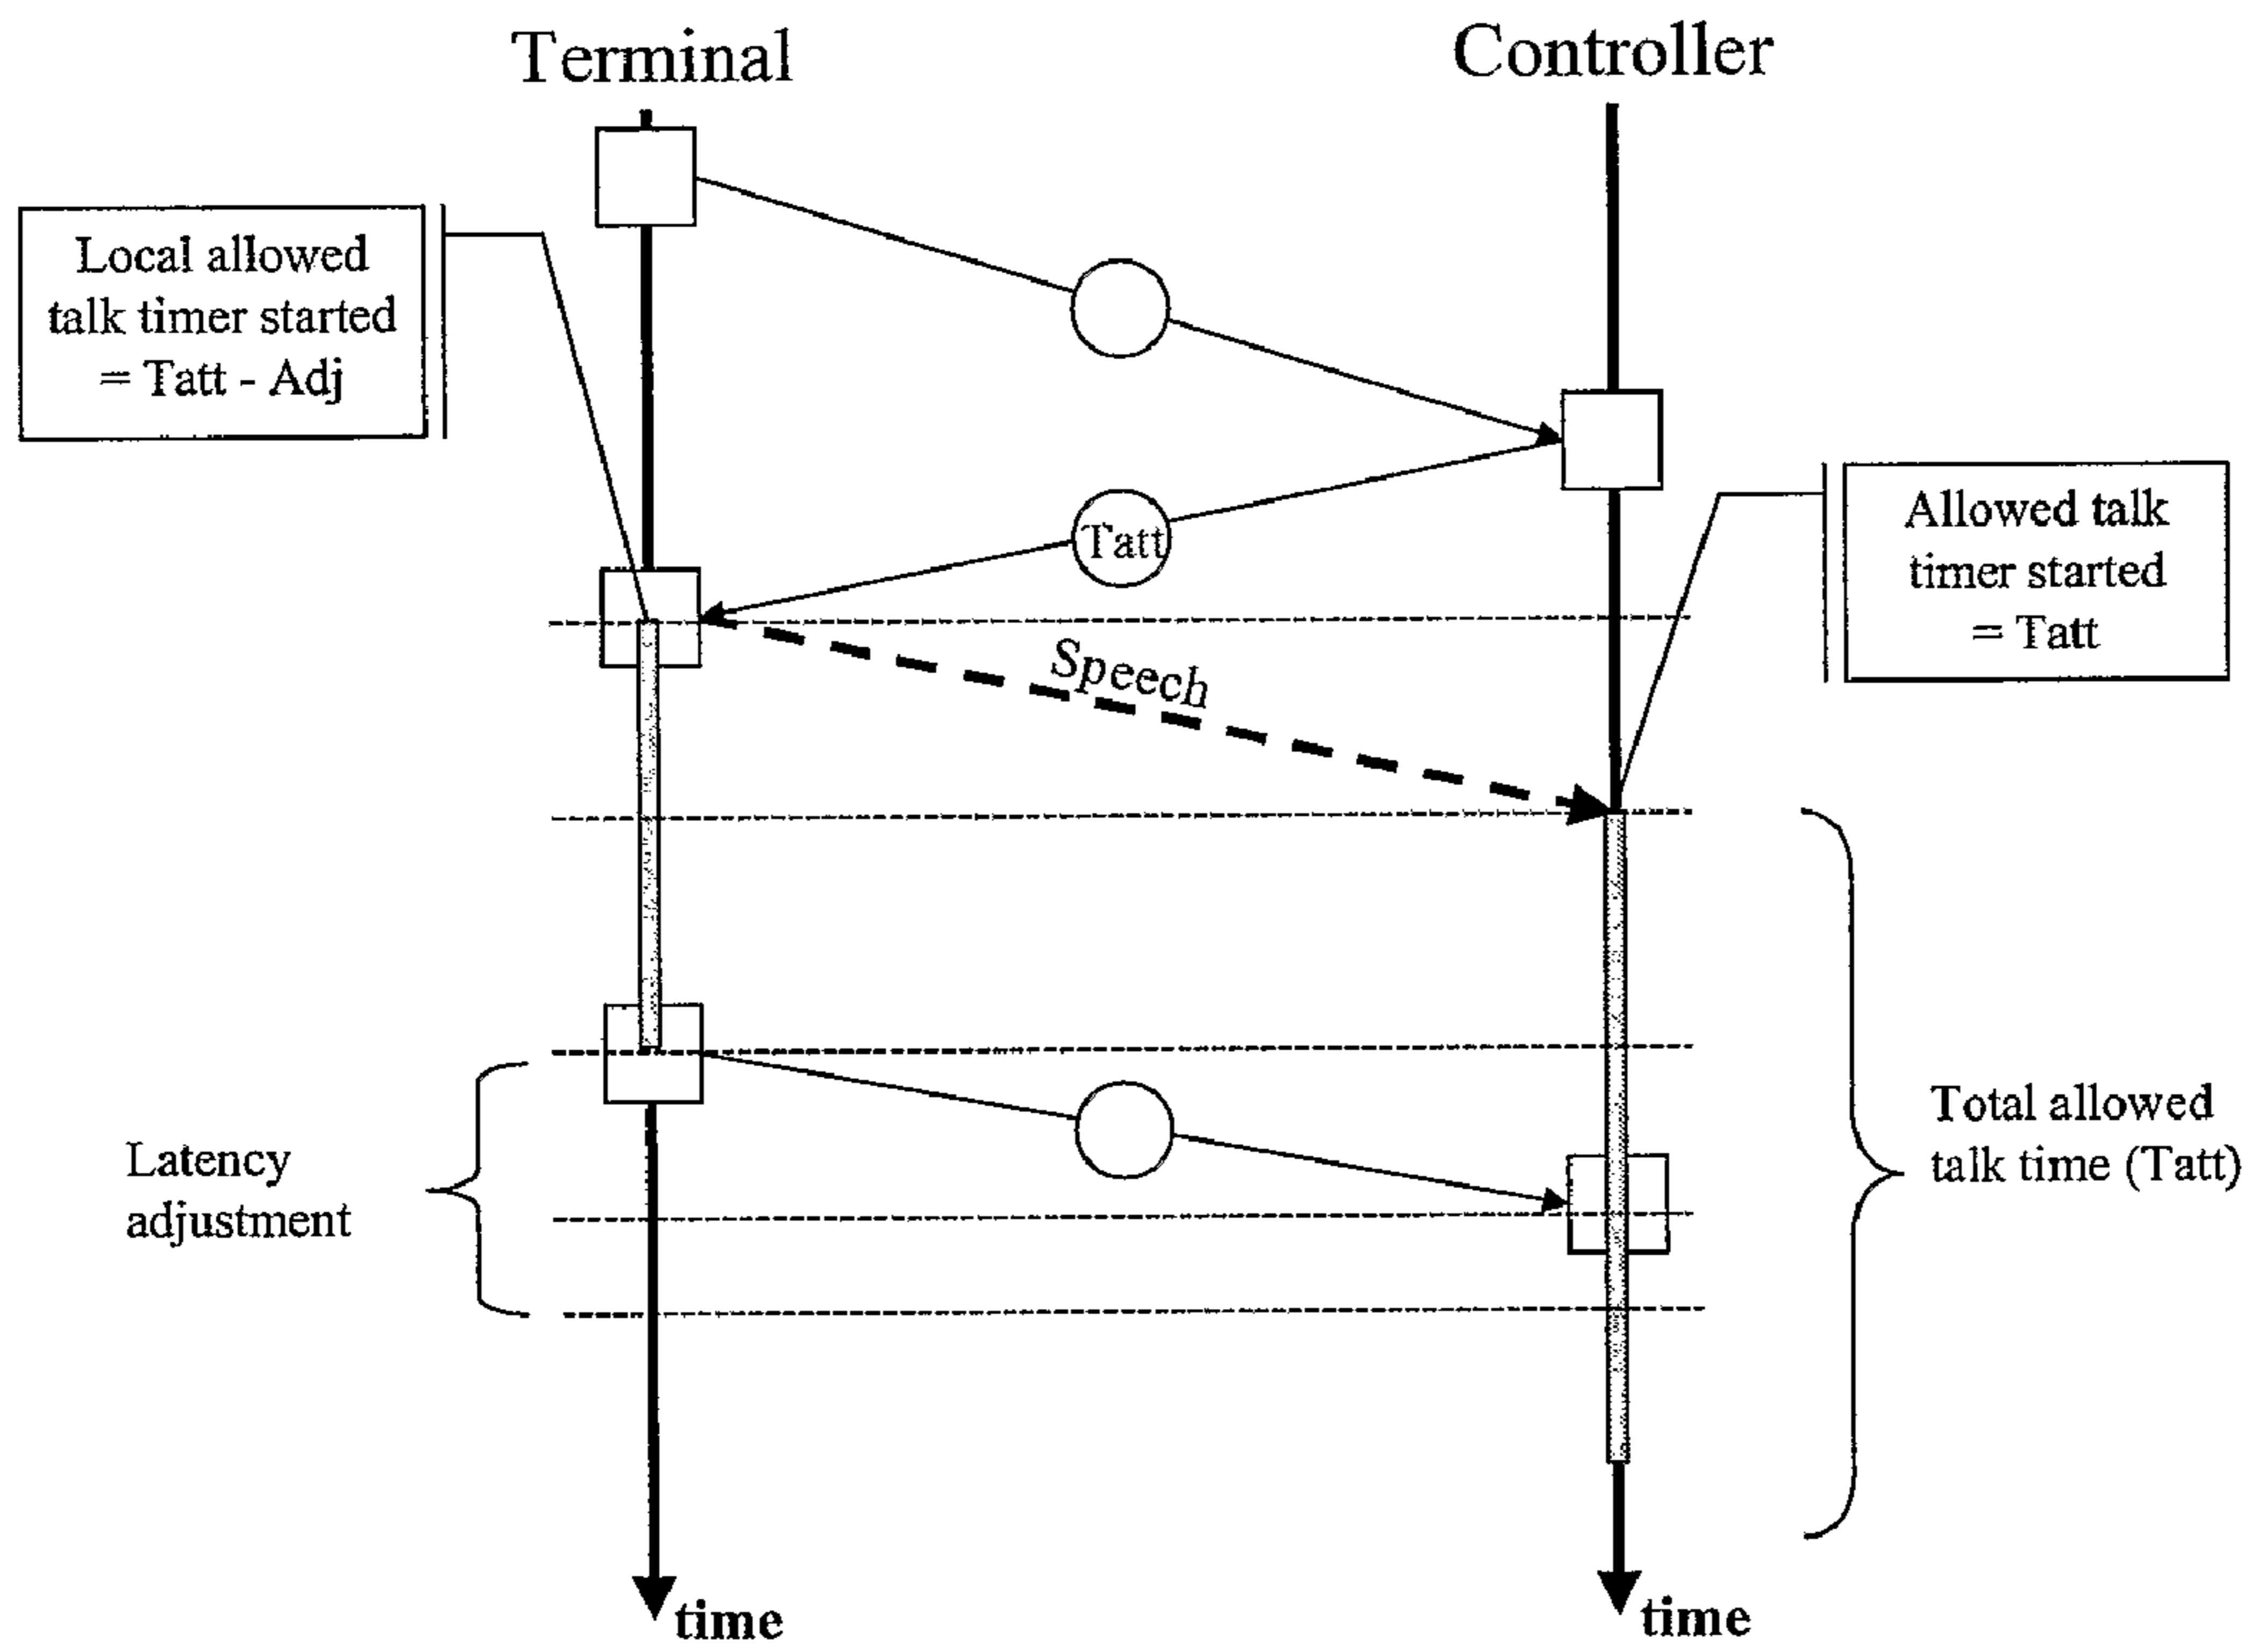 Terminal
Controller
Local allowed
talk timer started
= Tatt - Adj
Tatt
Allowed talk
timer started
= Tatt
Speech
Latency
adjustment
Total allowed
talk time (Tatt)
time
time